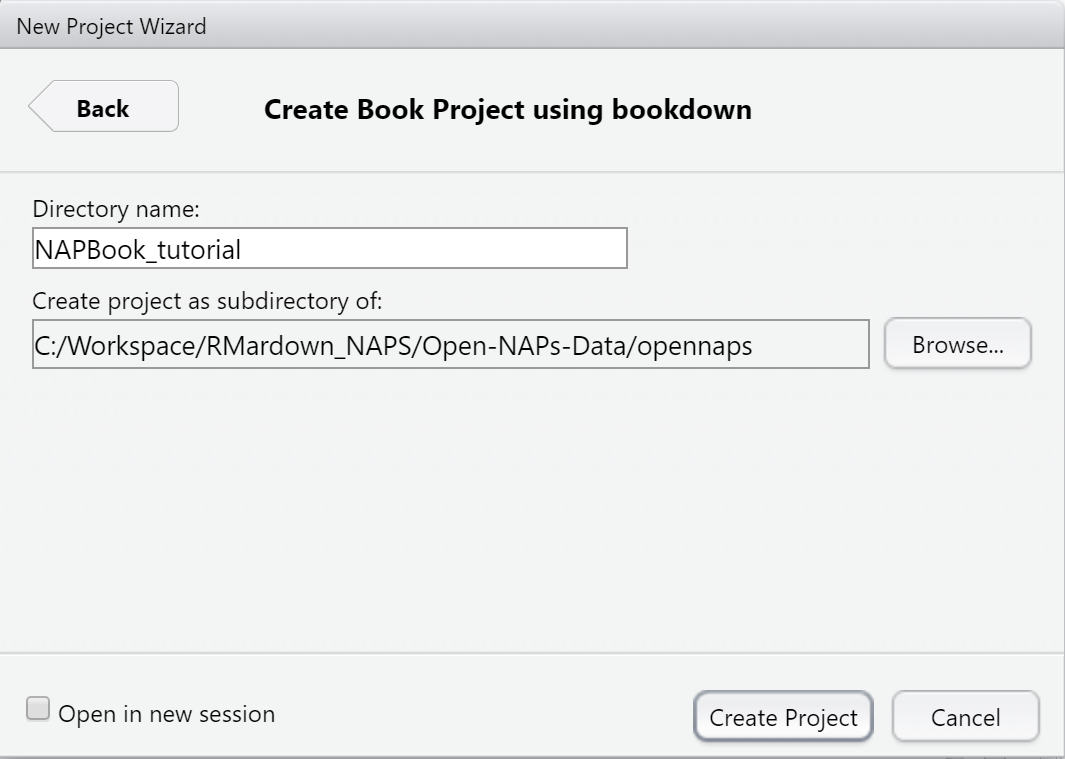 New Project Wizard
Back
Create Book Project using bookdown
Directory name:
NAPBook_tutorial
Create project as subdirectory of:
C:/Workspace/RMardown_NAPS/Open-NAPs-Data/opennaps
Browse...
Open in new session
Create Project
Cancel